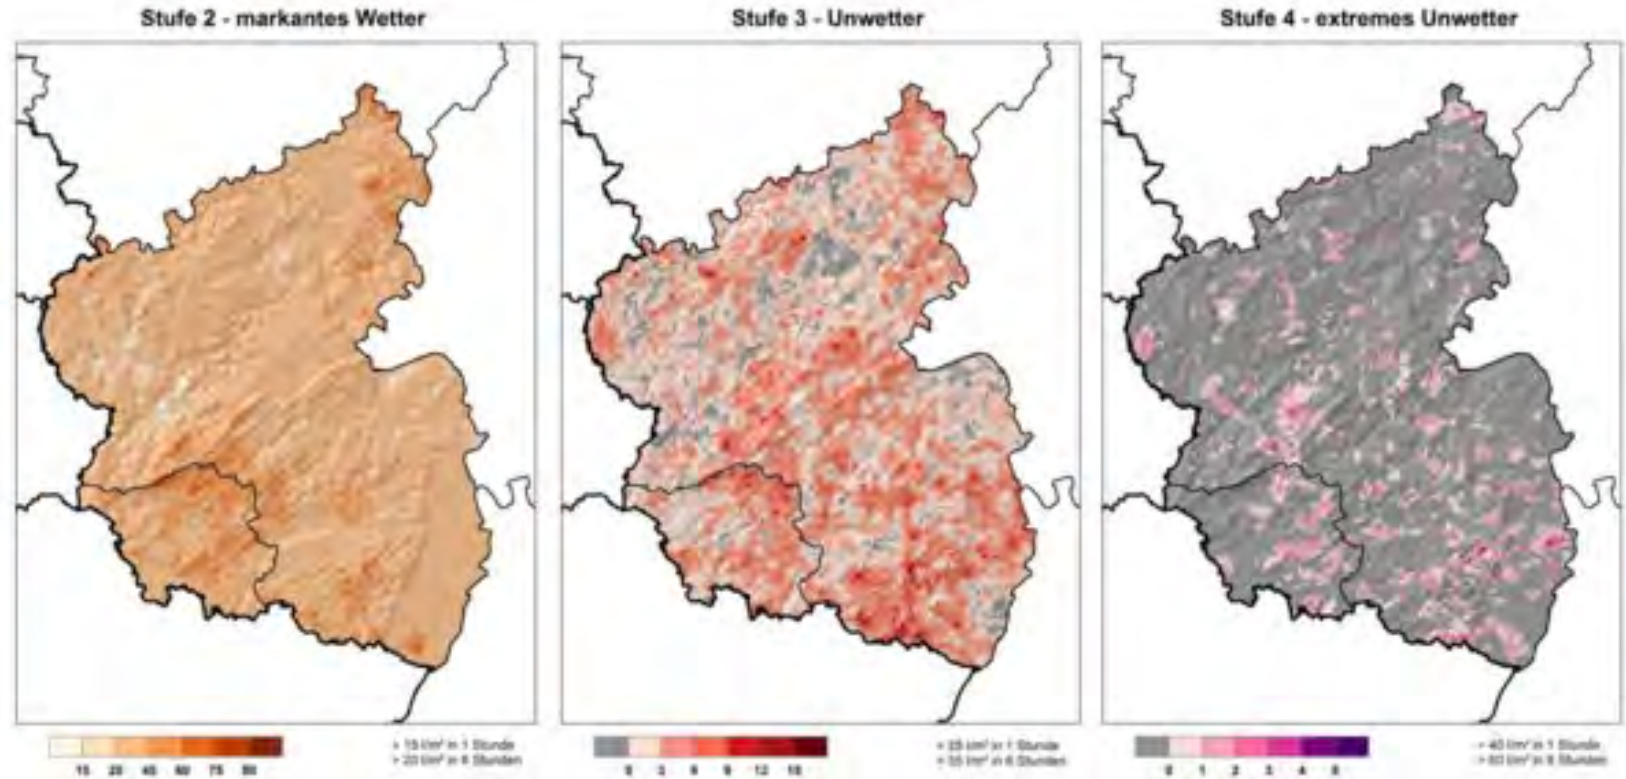 Stufe 2 - markantes Wetter
Stufe 3 - Unwetter
Stufe 4 - extremes Unwetter
15 45 60 75 90
> 15 l/m² in 1 Stunde
> 20 l/m² in 6 Stunden
0 3 6 9 12 15
> 25 l/m² in 1 Stunde
> 35 l/m² in 6 Stunden
0 1 2 3 4 5
> 40 l/m² in 1 Stunde
> 60 l/m² in 6 Stunden